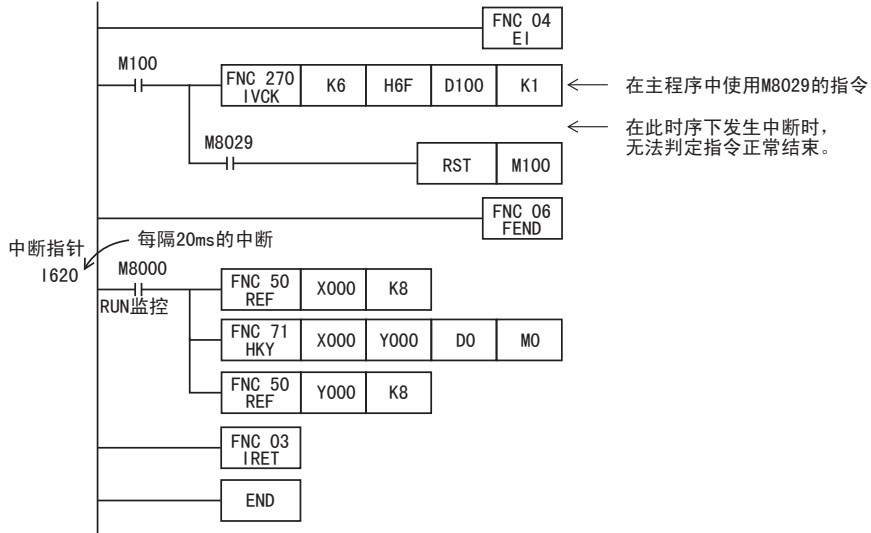 FNC 04
EI
M100
FNC 270
IVCK
K6
H6F
D100
K1
在主程序中使用M8029的指令
在此时序下发生中断时，
无法判定指令正常结束。
M8029
RST
M100
FNC 06
FEND
中断指针
I620
每隔20ms的中断
M8000
RUN监控
FNC 50
REF
X000
K8
FNC 71
HKY
X000
Y000
D0
M0
FNC 50
REF
Y000
K8
FNC 03
IRET
END